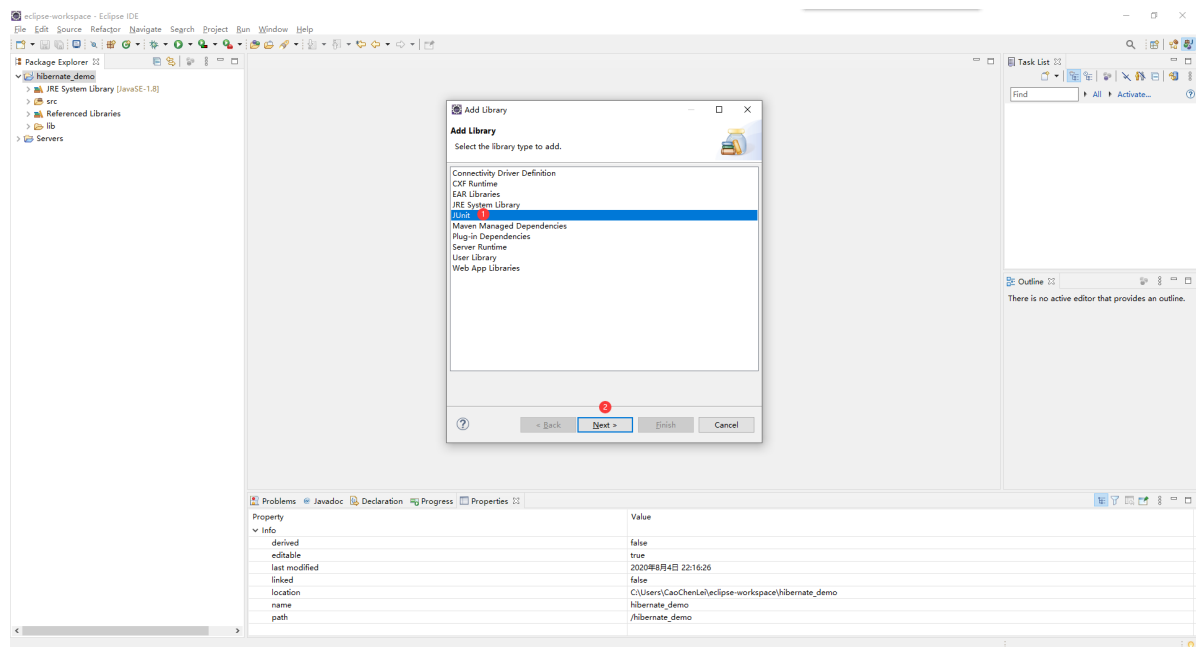 eclipse-workspace - Eclipse IDE
File Edit Source Refactor Navigate Search Project Run Window Help
Package Explorer
hibernate_demo
JRE System Library [JavaSE-1.8]
src
Referenced Libraries
lib
Servers
Add Library
Add Library
Select the library type to add.
Connectivity Driver Definition
CXF Runtime
EAR Libraries
JRE System Library
JUnit 1
Maven Managed Dependencies
Plug-in Dependencies
Server Runtime
User Library
Web App Libraries
2
? < Back Next > Finish Cancel
Task List
Find All Activate... ?
Outline
There is no active editor that provides an outline.
Problems Javadoc Declaration Progress Properties
Property Value
Info
derived false
editable true
last modified 2020年8月4日 22:16:26
linked false
location C:\Users\CaoChenLei\eclipse-workspace\hibernate_demo
name hibernate_demo
path /hibernate_demo